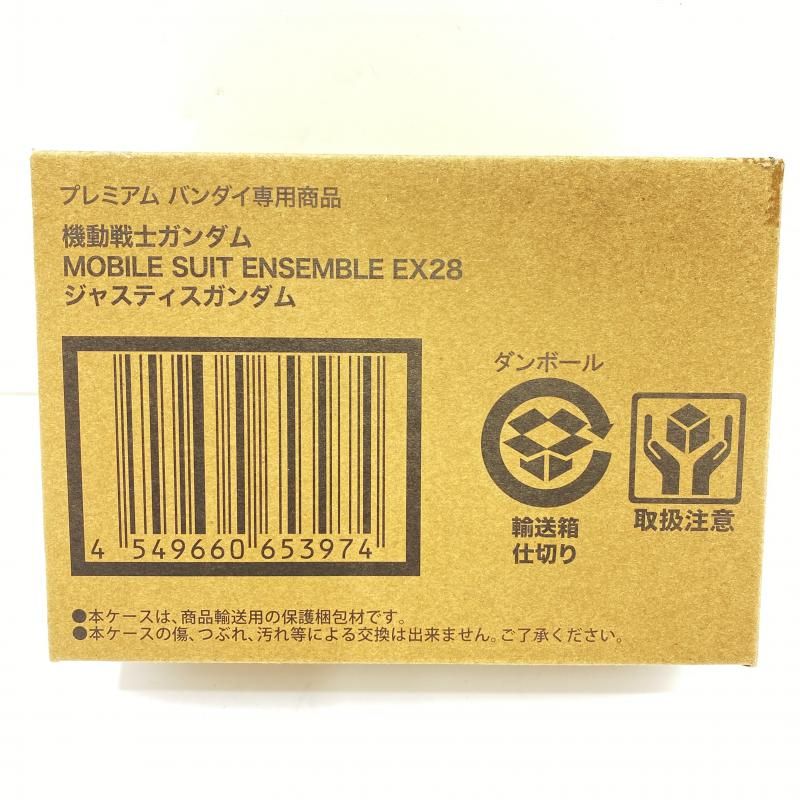 プレミアム バンダイ専用商品
機動戦士ガンダム
MOBILE SUIT ENSEMBLE EX28
ジャスティスガンダム
4 549660 653974
ダンボール
輸送箱
仕切り
取扱注意
●本ケースは、商品輸送用の保護梱包材です。
●本ケースの傷、つぶれ、汚れ等による交換は出来ません。ご了承ください。